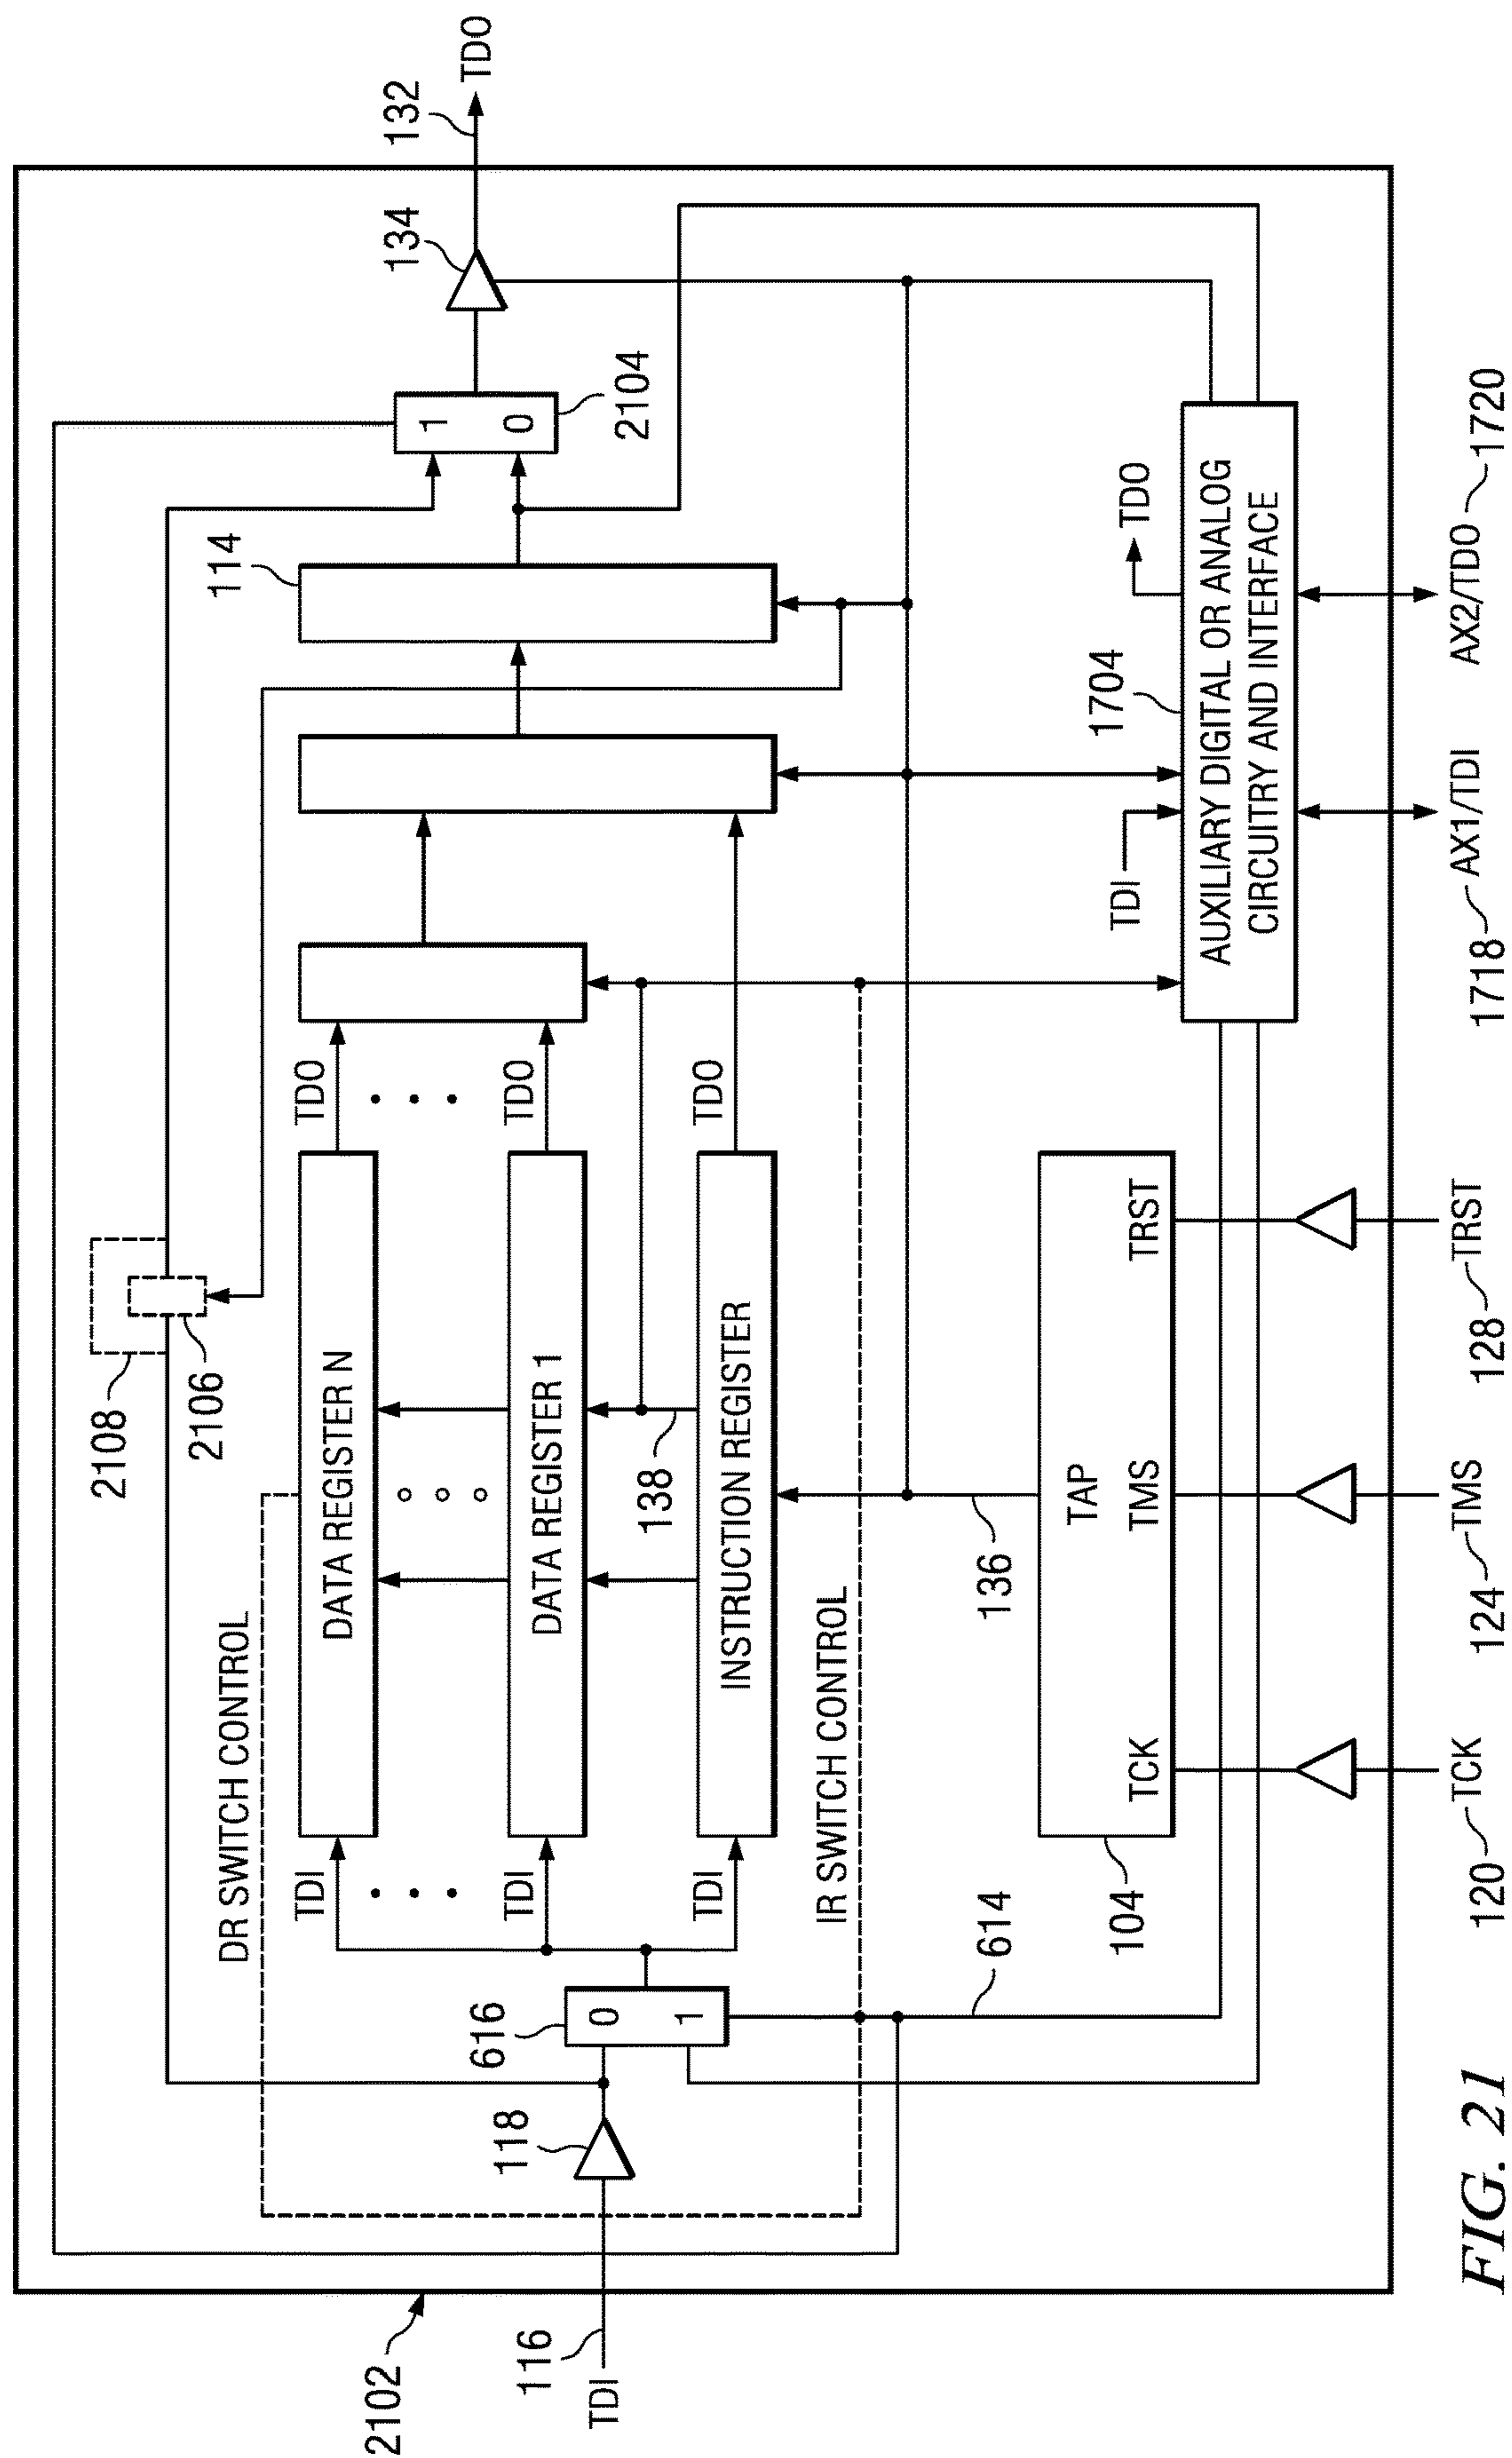 2102
116
TDI
118
616
0
1
DR SWITCH CONTROL
TDI
TDI
TDI
DATA REGISTER N
DATA REGISTER 1
INSTRUCTION REGISTER
138
TDO
TDO
TDO
2108
2106
114
1
0
2104
134
132
TDO
IR SWITCH CONTROL
614
104
136
TAP
TCK
TMS
TRST
TDI
1704
TDO
AUXILIARY DIGITAL OR ANALOG
CIRCUITRY AND INTERFACE
120 TCK
124 TMS
128 TRST
1718 AX1/TDI
AX2/TDO 1720
FIG. 21